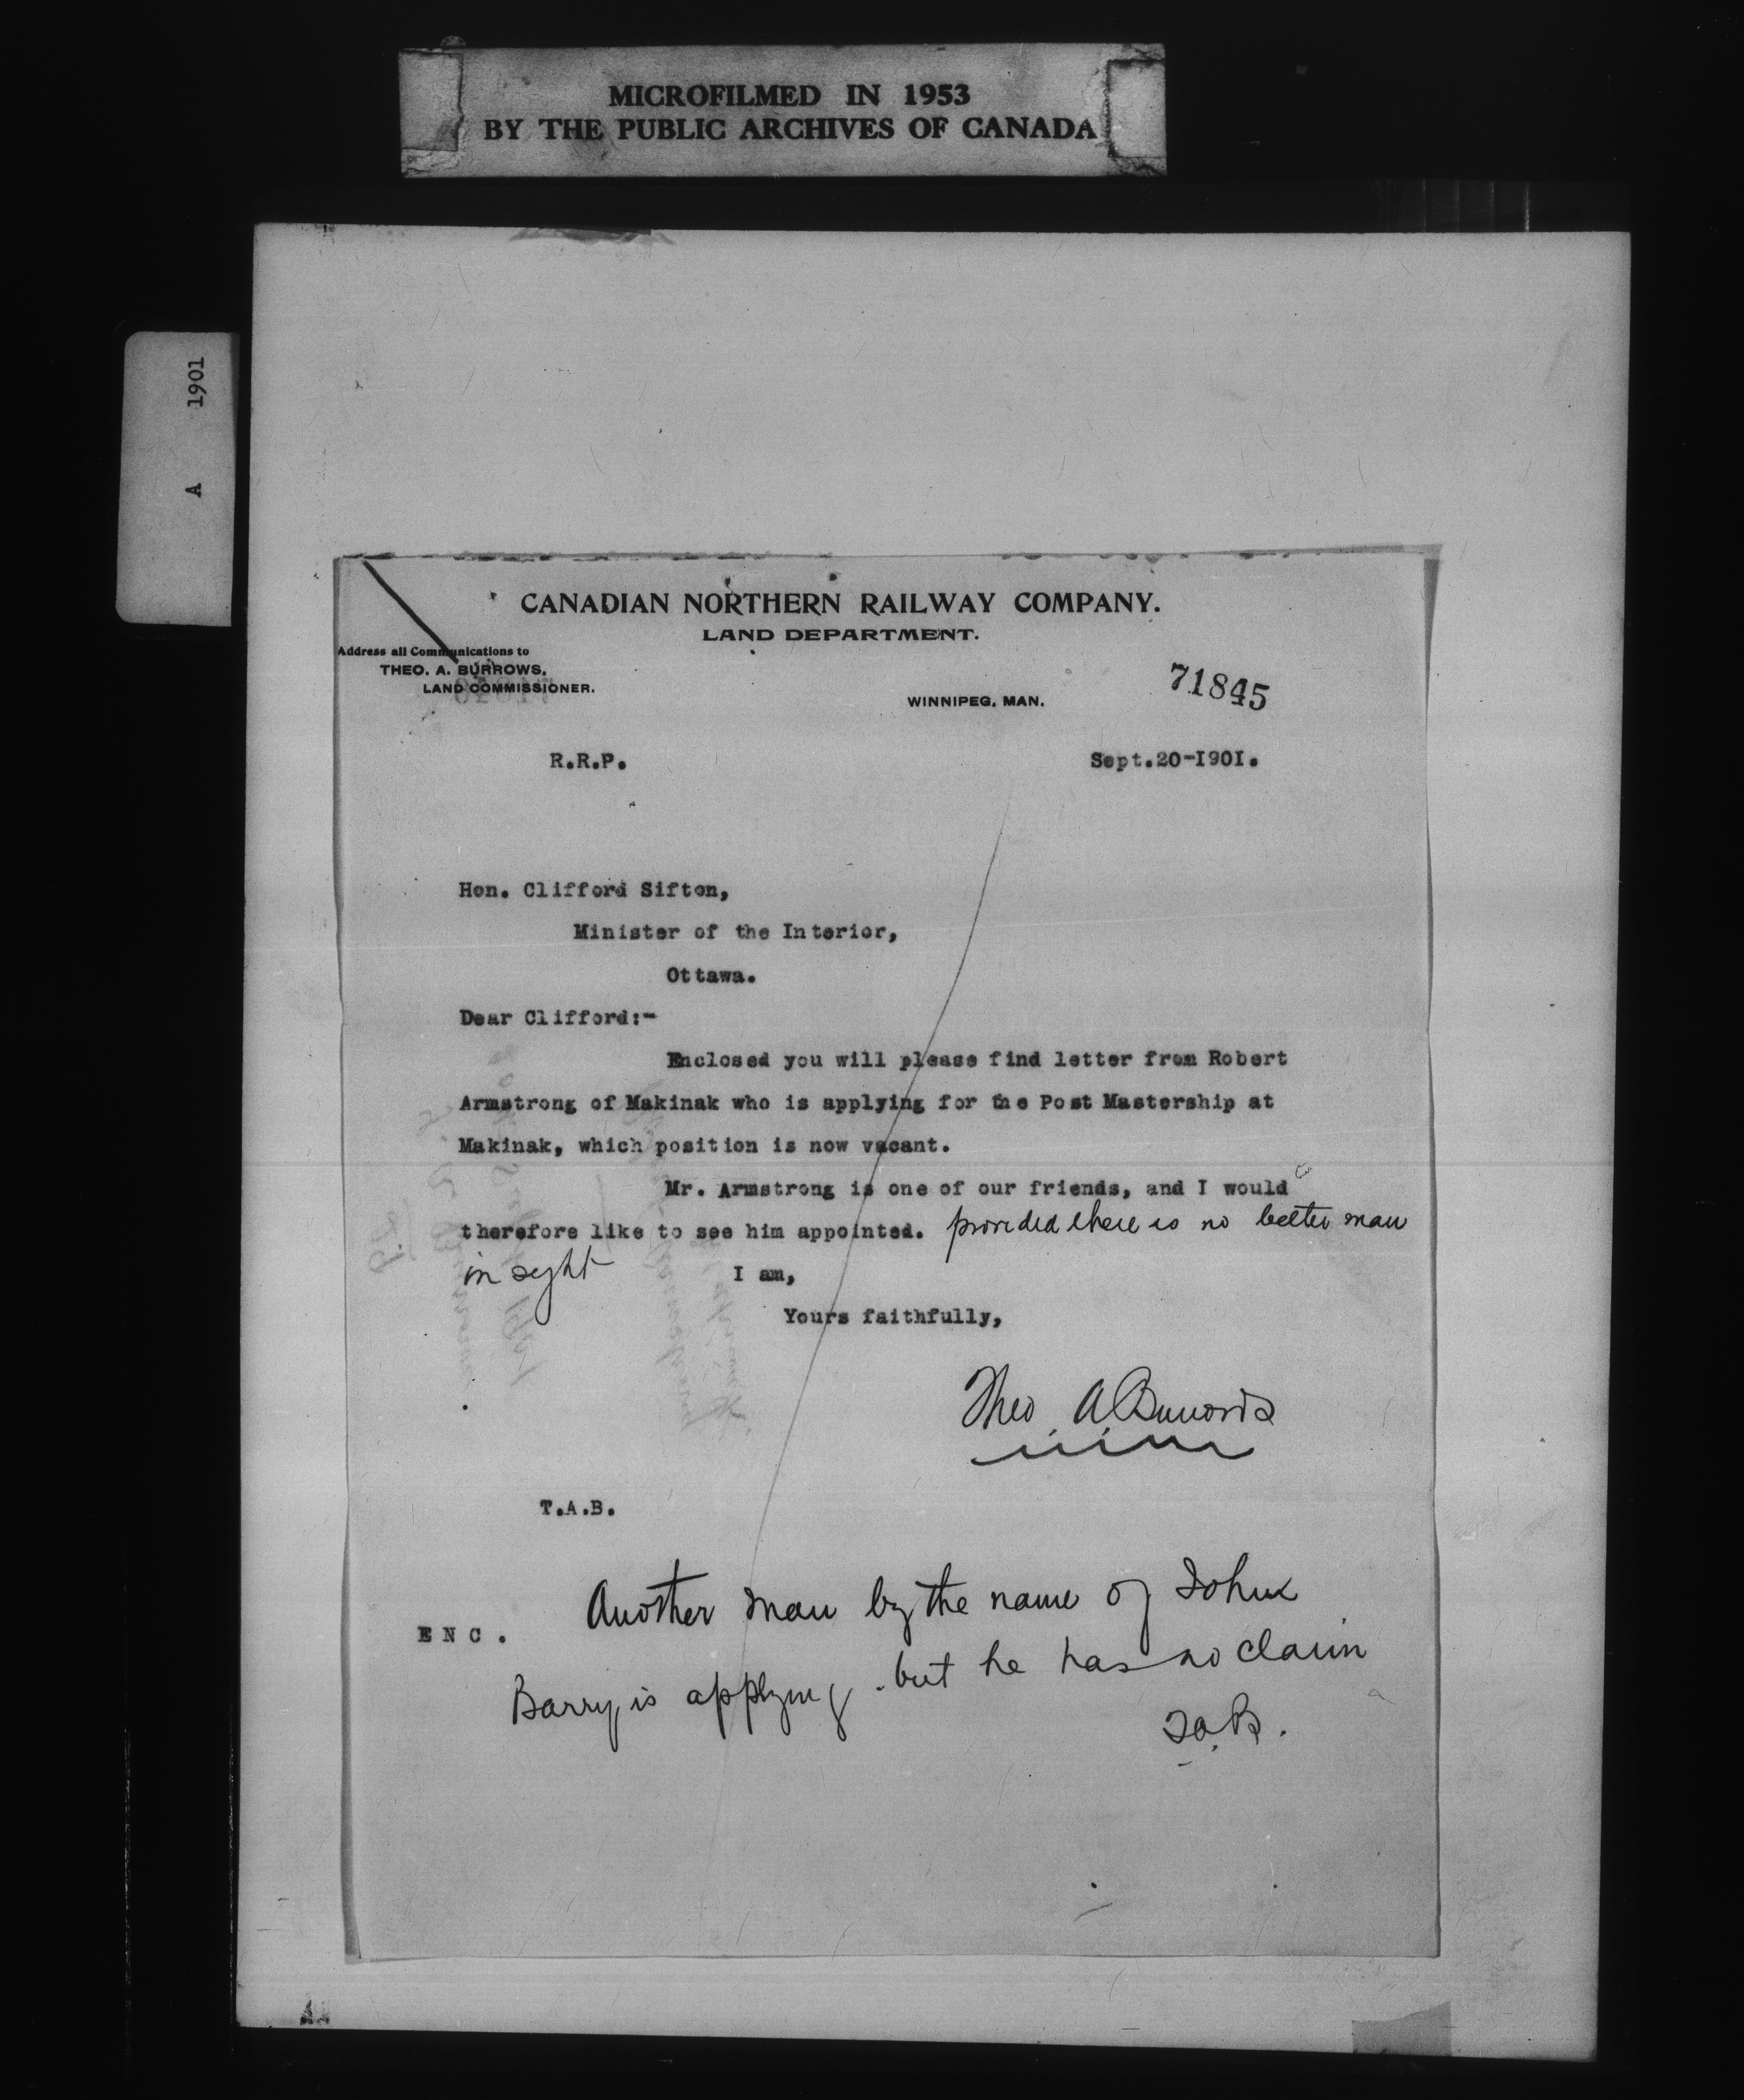 MICROFILMED IN 1953
BY THE PUBLIC ARCHIVES OF CANADA
A 1901
CANADIAN NORTHERN RAILWAY COMPANY.
LAND DEPARTMENT.
Address all Communications to
THEO. A. BURROWS,
LAND COMMISSIONER.
WINNIPEG, MAN.
71845
R.R.P.
Sept.20-I90I.
Hon. Clifford Sifton,
Minister of the Interior,
Ottawa.
Dear Clifford:-
Enclosed you will please find letter from Robert
Armstrong of Makinak who is applying for the Post Mastership at
Makinak, which position is now vacant.
Mr. Armstrong is one of our friends, and I would
therefore like to see him appointed. provided there is no better man
in sight
I am,
Yours faithfully,
Theo. A. Burrows
T.A.B.
Another man by the name of John
ENC.
Barry, is applying but he has no claim
T.A.B.